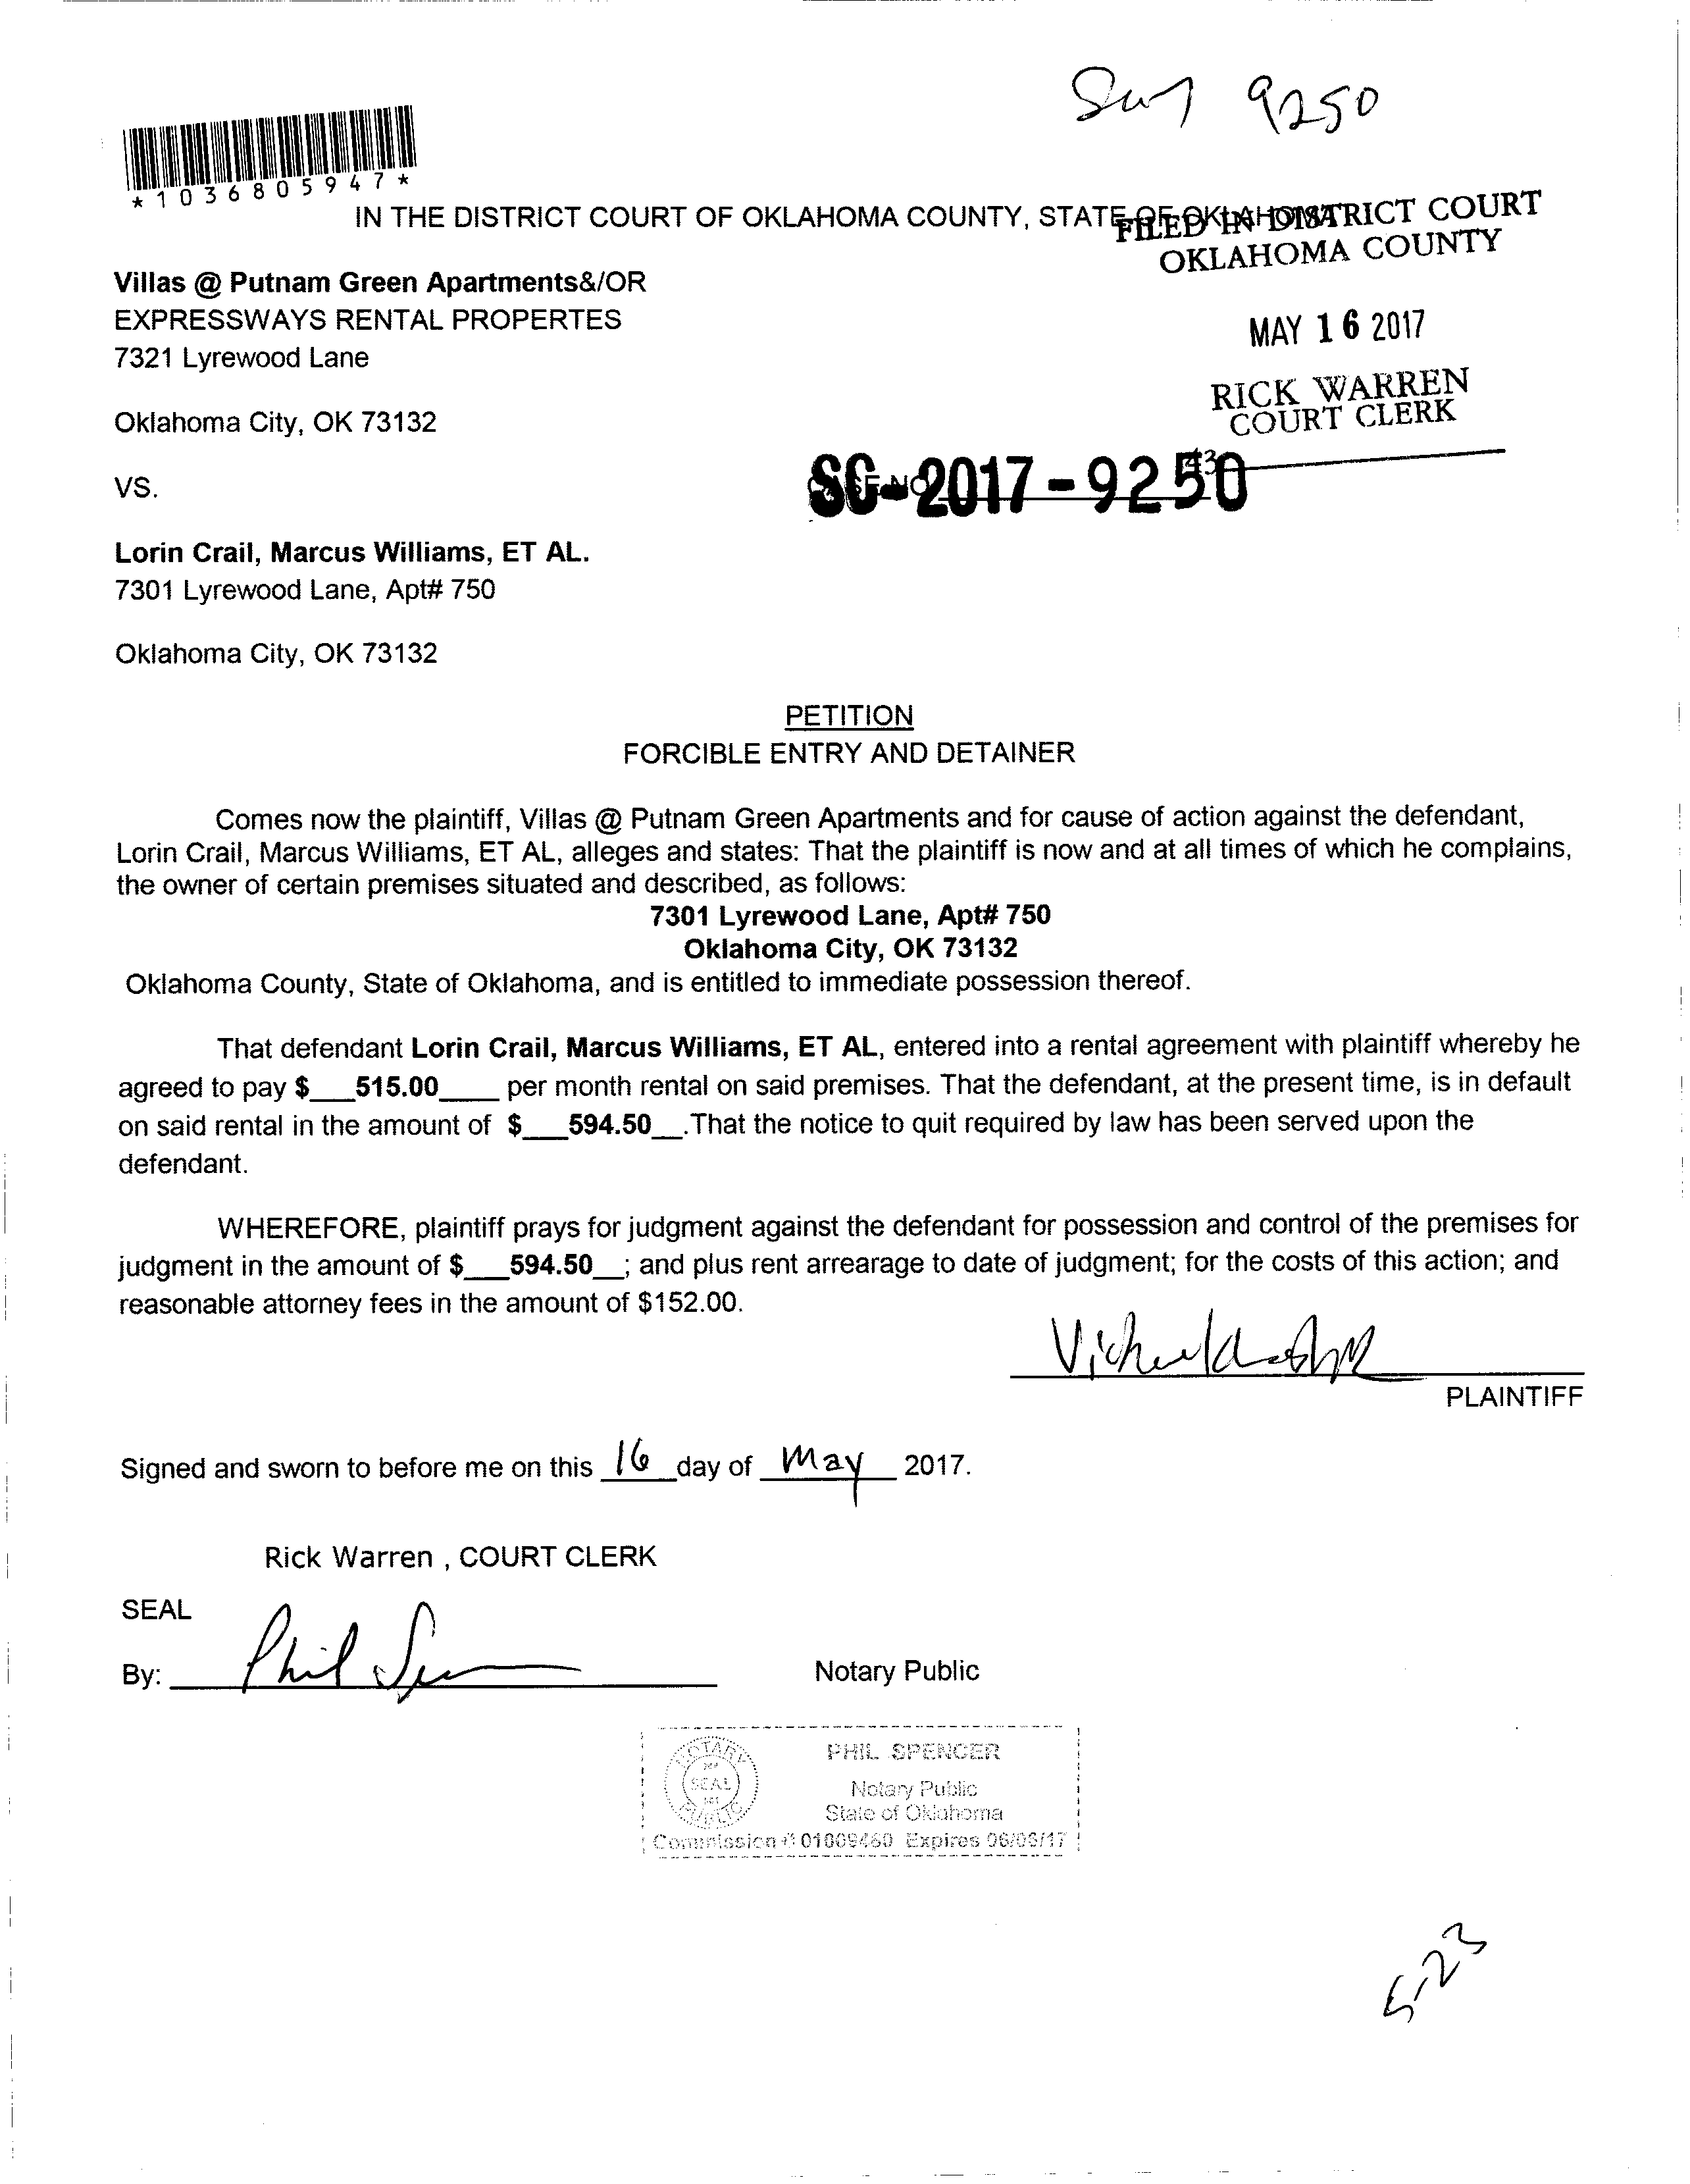 9250
*1036805947*
IN THE DISTRICT COURT OF OKLAHOMA COUNTY, STATE OF OKLAHOMA
FILED IN DISTRICT COURT
OKLAHOMA COUNTY
Villas @ Putnam Green Apartments&/OR
EXPRESSWAYS RENTAL PROPERTES
7321 Lyrewood Lane
MAY 16 2017
RICK WARREN
COURT CLERK
Oklahoma City, OK 73132
43
SC-2017-9250
VS.
Lorin Crail, Marcus Williams, ET AL.
7301 Lyrewood Lane, Apt# 750
Oklahoma City, OK 73132
PETITION
FORCIBLE ENTRY AND DETAINER
Comes now the plaintiff, Villas @ Putnam Green Apartments and for cause of action against the defendant,
Lorin Crail, Marcus Williams, ET AL, alleges and states: That the plaintiff is now and at all times of which he complains,
the owner of certain premises situated and described, as follows:
7301 Lyrewood Lane, Apt# 750
Oklahoma City, OK 73132
Oklahoma County, State of Oklahoma, and is entitled to immediate possession thereof.
That defendant Lorin Crail, Marcus Williams, ET AL, entered into a rental agreement with plaintiff whereby he
agreed to pay $___515.00____ per month rental on said premises. That the defendant, at the present time, is in default
on said rental in the amount of $___594.50__.That the notice to quit required by law has been served upon the
defendant.
WHEREFORE, plaintiff prays for judgment against the defendant for possession and control of the premises for
judgment in the amount of $___594.50__; and plus rent arrearage to date of judgment; for the costs of this action; and
reasonable attorney fees in the amount of $152.00.
PLAINTIFF
Signed and sworn to before me on this 16 day of May 2017.
Rick Warren , COURT CLERK
SEAL
By: Phil Notary Public
NOTARY SEAL PUBLIC
PHIL SPENCER
Notary Public
State of Oklahoma
Commission # 01009460 Expires 06/08/17
5-23